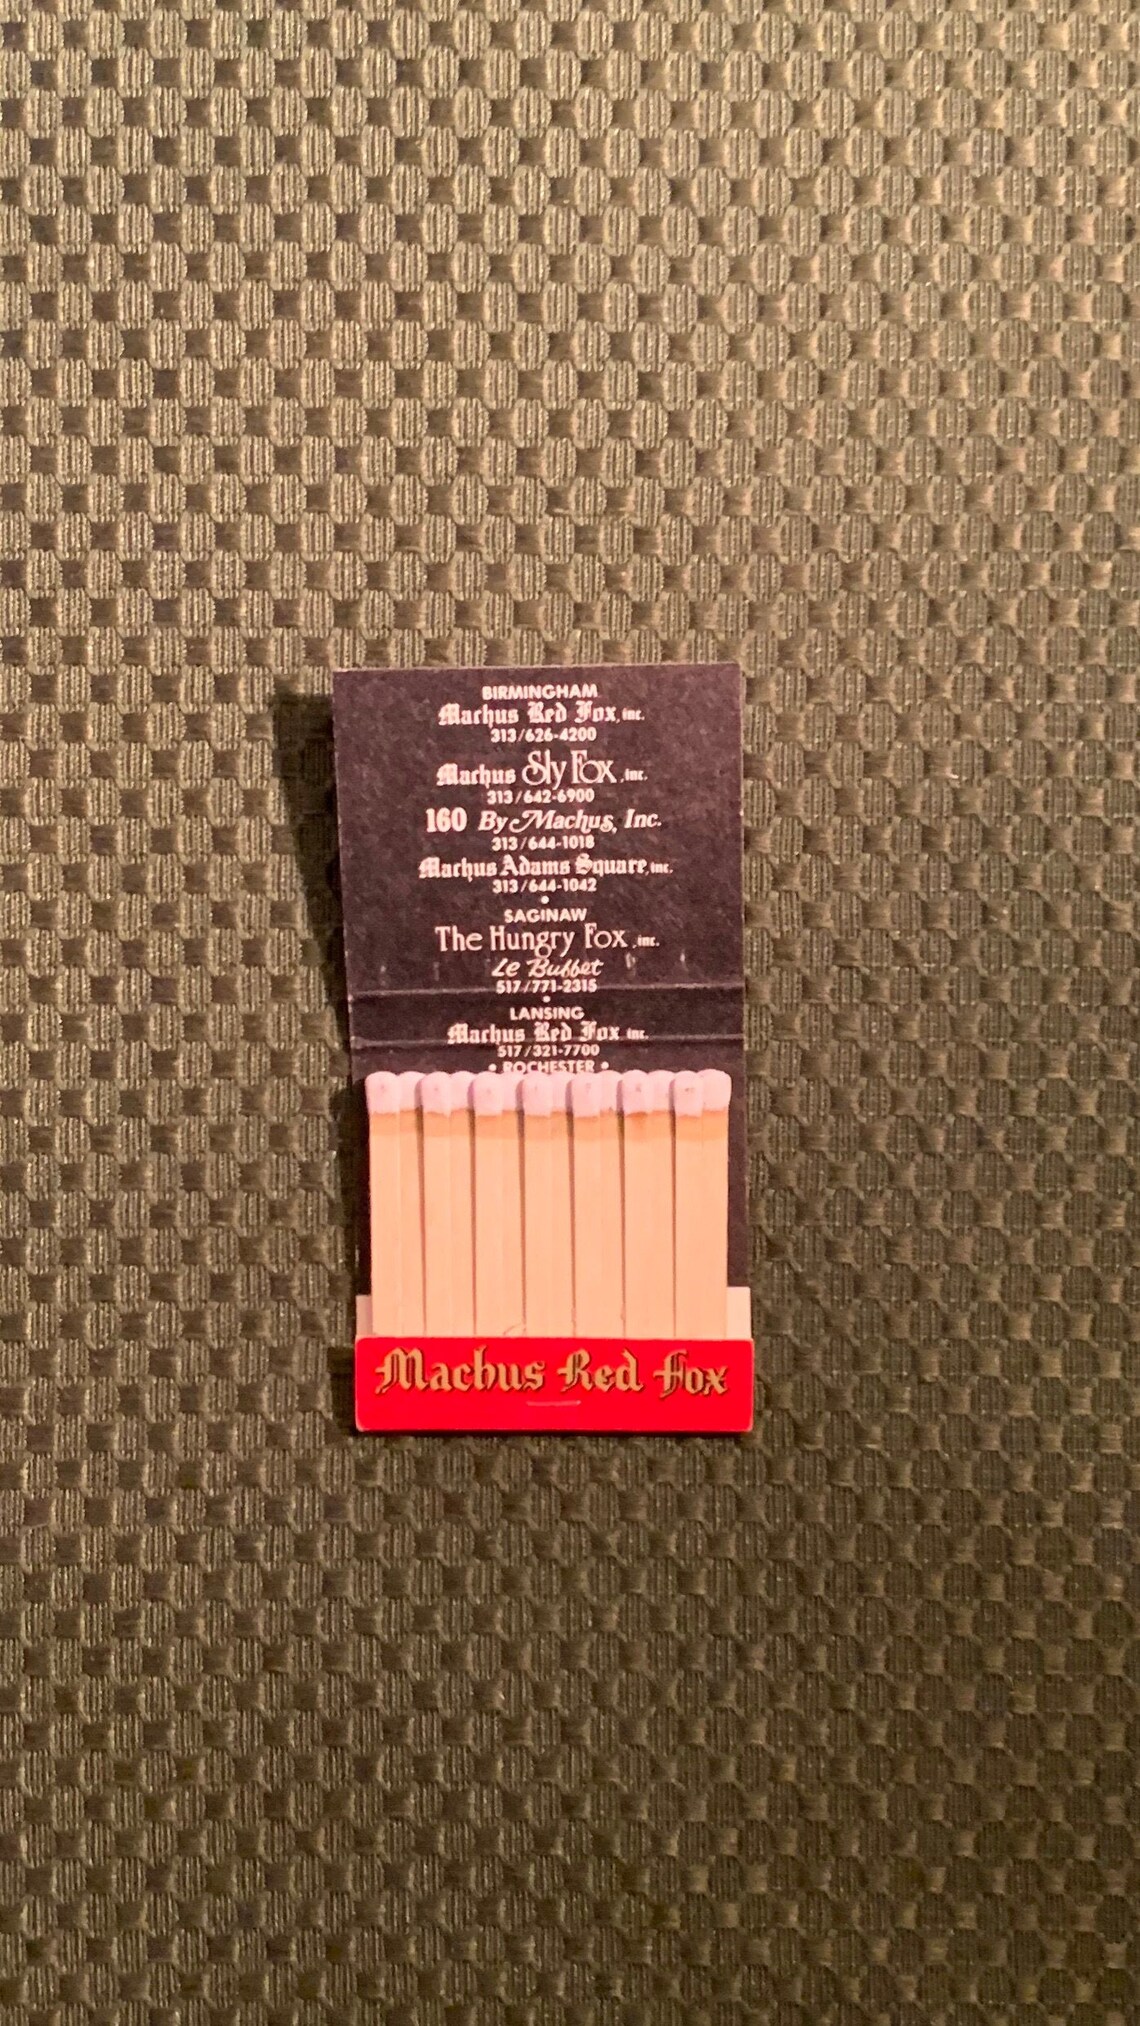 BIRMINGHAM
Machus Red Fox, inc.
313/626-4200
Machus Sly Fox, inc.
313/642-6900
160 By Machus, Inc.
313/644-1018
Machus Adams Square, inc.
313/644-1042
•
SAGINAW
The Hungry Fox, inc.
Le Buffet
517/771-2315
•
LANSING
Machus Red Fox inc.
517/321-7700
• ROCHESTER •
Machus Red Fox